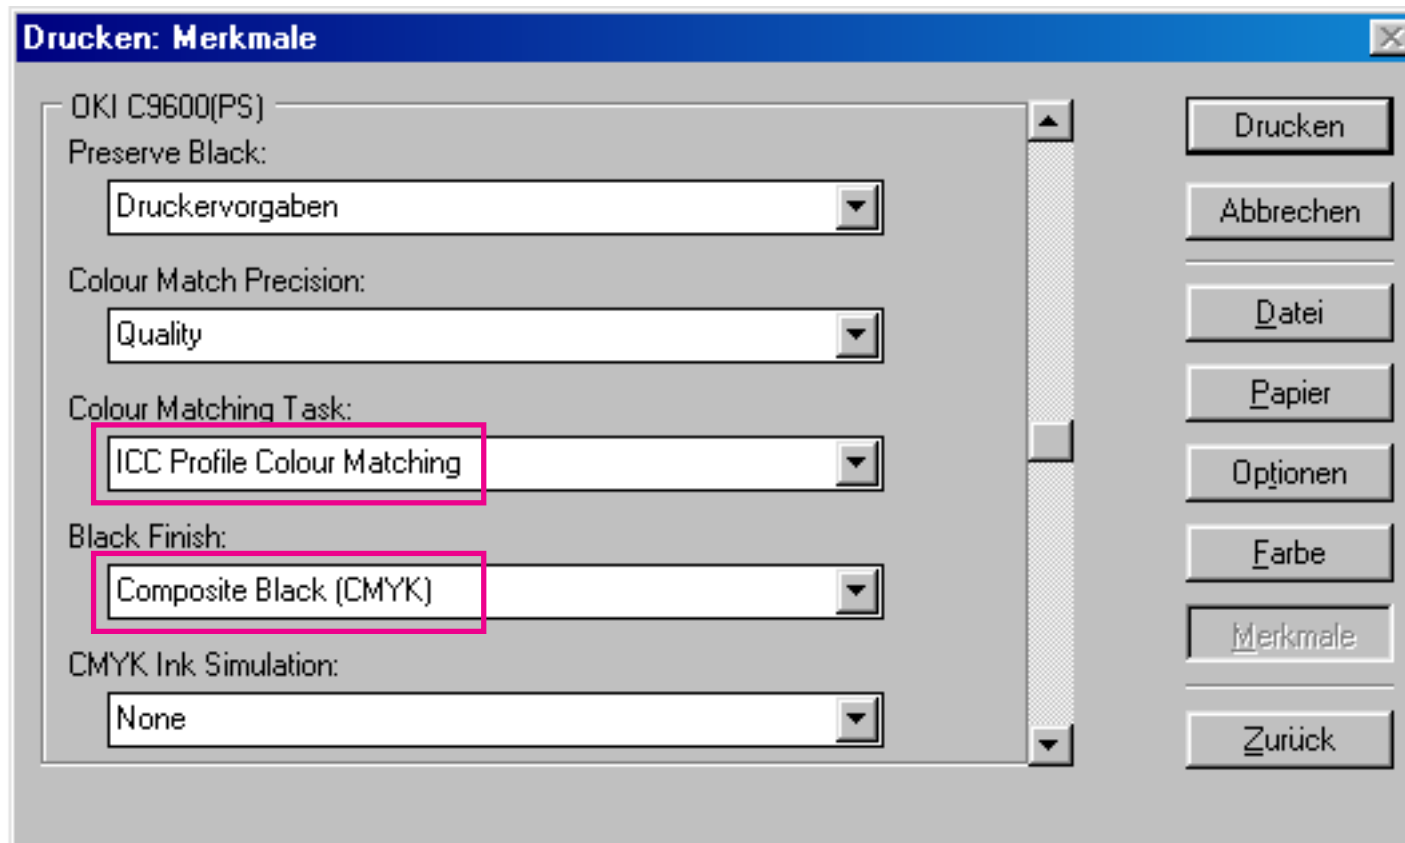 Drucken: Merkmale
OKI C9600(PS)
Preserve Black:
Druckervorgaben
Colour Match Precision:
Quality
Colour Matching Task:
ICC Profile Colour Matching
Black Finish:
Composite Black (CMYK)
CMYK Ink Simulation:
None
Drucken
Abbrechen
Datei
Papier
Optionen
Farbe
Merkmale
Zurück